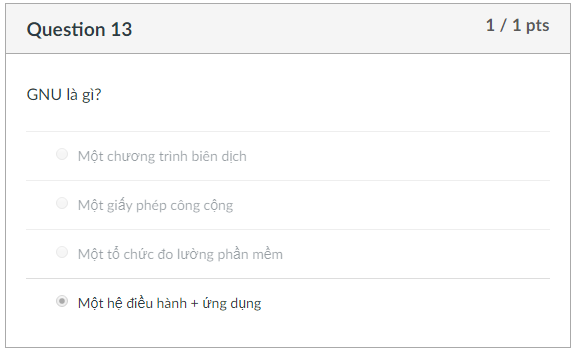 Question 13
1 / 1 pts
GNU là gì?
Một chương trình biên dịch
Một giấy phép công cộng
Một tổ chức đo lường phần mềm
Một hệ điều hành + ứng dụng